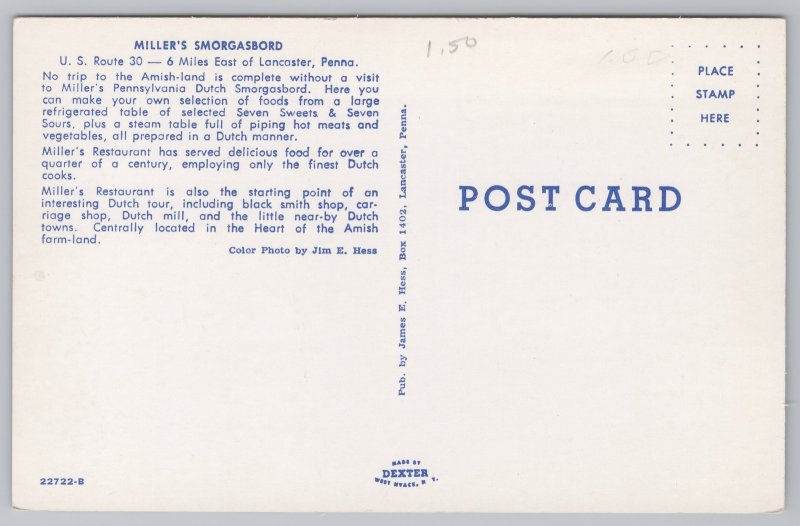 MILLER'S SMORGASBORD
U. S. Route 30 — 6 Miles East of Lancaster, Penna.
No trip to the Amish-land is complete without a visit
to Miller's Pennsylvania Dutch Smorgasbord. Here you
can make your own selection of foods from a large
refrigerated table of selected Seven Sweets & Seven
Sours, plus a steam table full of piping hot meats and
vegetables, all prepared in a Dutch manner.
Miller's Restaurant has served delicious food for over a
quarter of a century, employing only the finest Dutch
cooks.
Miller's Restaurant is also the starting point of an
interesting Dutch tour, including black smith shop, car-
riage shop, Dutch mill, and the little near-by Dutch
towns. Centrally located in the Heart of the Amish
farm-land.
Color Photo by Jim E. Hess
22722-B
Pub. by James E. Hess, Box 1402, Lancaster, Penna.
MADE BY
DEXTER
WEST NYACK, N. Y.
1.50
PLACE
STAMP
HERE
POST CARD